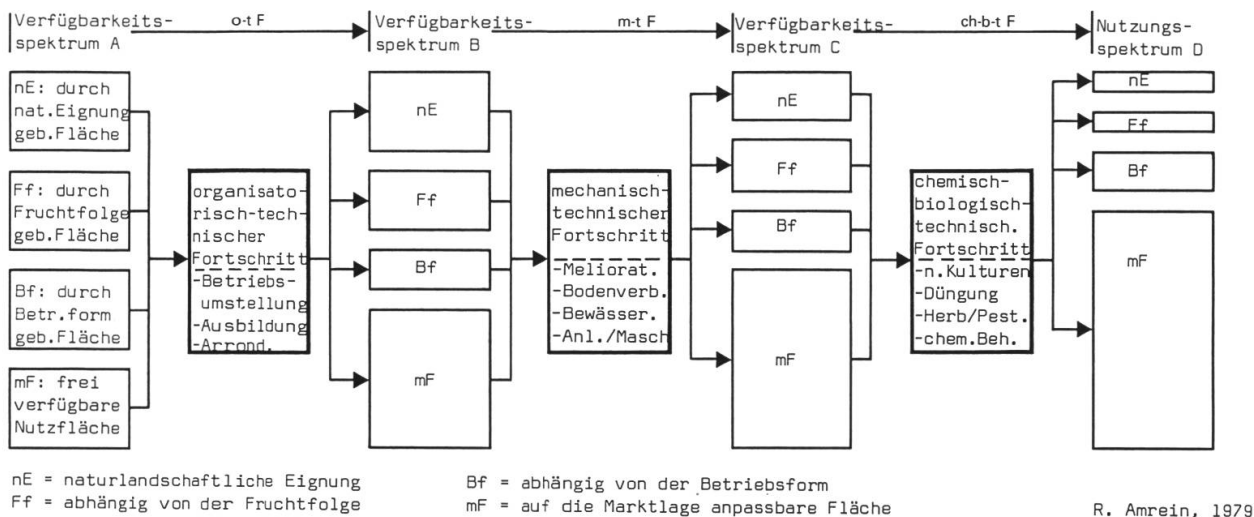 Verfügbarkeits-
spektrum A
o-t F
Verfügbarkeits-
spektrum B
m-t F
Verfügbarkeits-
spektrum C
ch-b-t F
Nutzungs-
spektrum D
nE: durch
nat.Eignung
geb.Fläche
Ff: durch
Fruchtfolge
geb.Fläche
Bf: durch
Betr.form
geb.Fläche
mF: frei
verfügbare
Nutzfläche
organisato-
risch-tech-
nischer
Fortschritt
-Betriebs-
umstellung
-Ausbildung
-Arrond.
nE
Ff
Bf
mF
mechanisch-
technischer
Fortschritt
-Meliorat.
-Bodenverb.
-Bewässer.
-Anl./Masch
nE
Ff
Bf
mF
chemisch-
biologisch-
technisch.
Fortschritt
-n.Kulturen
-Düngung
-Herb/Pest.
-chem.Beh.
nE
Ff
Bf
mF
nE = naturlandschaftliche Eignung
Ff = abhängig von der Fruchtfolge
Bf = abhängig von der Betriebsform
mF = auf die Marktlage anpassbare Fläche
R. Amrein, 1979